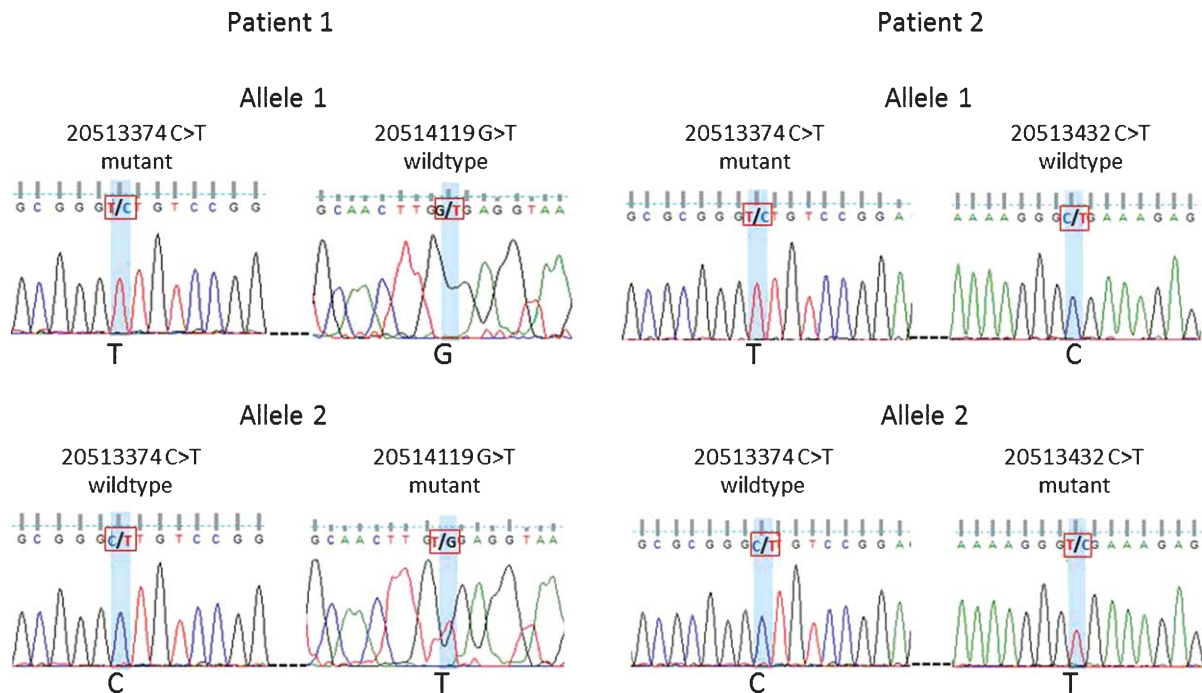 Patient 1
Patient 2
Allele 1
20513374 C>T
mutant
20514119 G>T
wildtype
G C G G G T/C T G T C C G G
G C A A C T T G G/T G A G G T A A
T
G
Allele 1
20513374 C>T
mutant
20513432 C>T
wildtype
G C G C G G G T/C T G T C C G G A
A A A A G G G C/T G A A A G A G
T
C
Allele 2
20513374 C>T
wildtype
20514119 G>T
mutant
G C G G G C/T T G T C C G G
G C A A C T T G T/G G A G G T A A
C
T
Allele 2
20513374 C>T
wildtype
20513432 C>T
mutant
G C G C G G G C/T T G T C C G G A
A A A A G G G T/C G A A A G A G
C
T